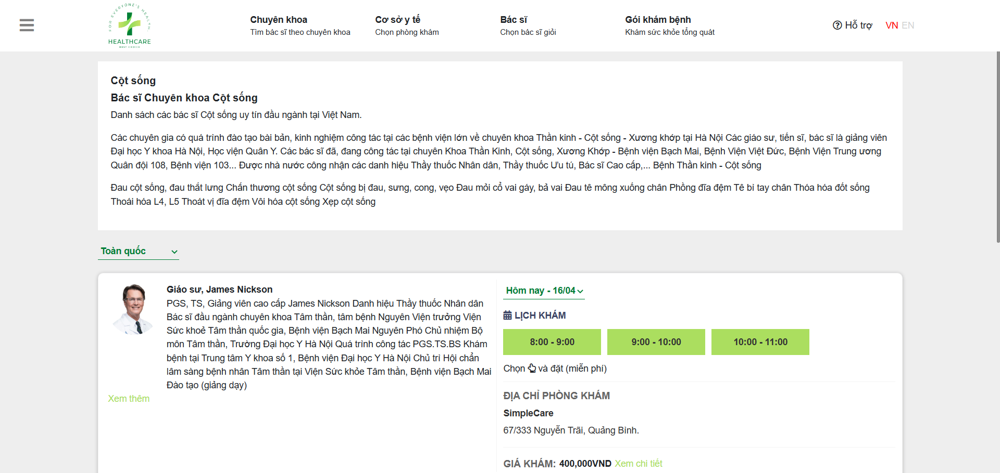 FOR EVERYONE'S HEALTH.
HEALTHCARE
BEST CHOICE
Chuyên khoa
Tìm bác sĩ theo chuyên khoa
Cơ sở y tế
Chọn phòng khám
Bác sĩ
Chọn bác sĩ giỏi
Gói khám bệnh
Khám sức khỏe tổng quát
Hỗ trợ
VN EN
Cột sống
Bác sĩ Chuyên khoa Cột sống
Danh sách các bác sĩ Cột sống uy tín đầu ngành tại Việt Nam.
Các chuyên gia có quá trình đào tạo bài bản, kinh nghiệm công tác tại các bệnh viện lớn về chuyên khoa Thần kinh - Cột sống - Xương khớp tại Hà Nội Các giáo sư, tiến sĩ, bác sĩ là giảng viên
Đại học Y khoa Hà Nội, Học viện Quân Y. Các bác sĩ đã, đang công tác tại chuyên Khoa Thần Kinh, Cột sống, Xương Khớp - Bệnh viện Bạch Mai, Bệnh Viện Việt Đức, Bệnh Viện Trung ương
Quân đội 108, Bệnh viện 103... Được nhà nước công nhận các danh hiệu Thầy thuốc Nhân dân, Thầy thuốc Ưu tú, Bác sĩ Cao cấp,... Bệnh Thần kinh - Cột sống
Đau cột sống, đau thắt lưng Chấn thương cột sống Cột sống bị đau, sưng, cong, vẹo Đau mỏi cổ vai gáy, bả vai Đau tê mông xuống chân Phồng đĩa đệm Tê bì tay chân Thóa hóa đốt sống
Thoái hóa L4, L5 Thoát vị đĩa đệm Vôi hóa cột sống Xẹp cột sống
Toàn quốc
Giáo sư, James Nickson
PGS, TS, Giảng viên cao cấp James Nickson Danh hiệu Thầy thuốc Nhân dân
Bác sĩ đầu ngành chuyên khoa Tâm thần, tâm bệnh Nguyên Viện trưởng Viện
Sức khoẻ Tâm thần quốc gia, Bệnh viện Bạch Mai Nguyên Phó Chủ nhiệm Bộ
môn Tâm thần, Trường Đại học Y Hà Nội Quá trình công tác PGS.TS.BS Khám
bệnh tại Trung tâm Y khoa số 1, Bệnh viện Đại học Y Hà Nội Chủ trì Hội chẩn
lâm sàng bệnh nhân Tâm thần tại Viện Sức khỏe Tâm thần, Bệnh viện Bạch Mai
Đào tạo (giảng dạy)
Xem thêm
Hôm nay - 16/04
LỊCH KHÁM
8:00 - 9:00
9:00 - 10:00
10:00 - 11:00
Chọn và đặt (miễn phí)
ĐỊA CHỈ PHÒNG KHÁM
SimpleCare
67/333 Nguyễn Trãi, Quảng Bình.
GIÁ KHÁM: 400,000VND Xem chi tiết